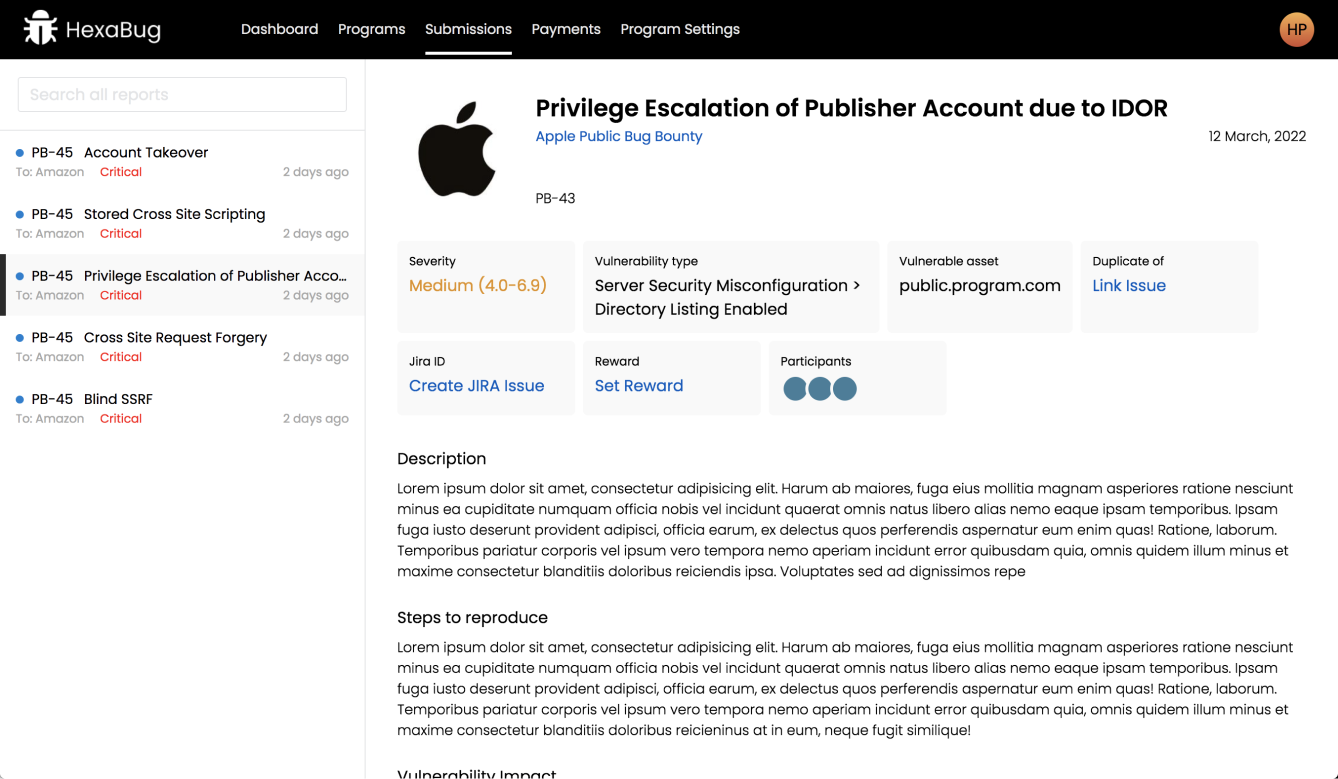 HexaBug
Dashboard Programs Submissions Payments Program Settings
HP
Search all reports
PB-45 Account Takeover
To: Amazon Critical 2 days ago
PB-45 Stored Cross Site Scripting
To: Amazon Critical 2 days ago
PB-45 Privilege Escalation of Publisher Acco...
To: Amazon Critical 2 days ago
PB-45 Cross Site Request Forgery
To: Amazon Critical 2 days ago
PB-45 Blind SSRF
To: Amazon Critical 2 days ago
Privilege Escalation of Publisher Account due to IDOR
Apple Public Bug Bounty
12 March, 2022
PB-43
Severity
Medium (4.0-6.9)
Vulnerability type
Server Security Misconfiguration >
Directory Listing Enabled
Vulnerable asset
public.program.com
Duplicate of
Link Issue
Jira ID
Create JIRA Issue
Reward
Set Reward
Participants
Description
Lorem ipsum dolor sit amet, consectetur adipisicing elit. Harum ab maiores, fuga eius mollitia magnam asperiores ratione nesciunt
minus ea cupiditate numquam officia nobis vel incidunt quaerat omnis natus libero alias nemo eaque ipsam temporibus. Ipsam
fuga iusto deserunt provident adipisci, officia earum, ex delectus quos perferendis aspernatur eum enim quas! Ratione, laborum.
Temporibus pariatur corporis vel ipsum vero tempora nemo aperiam incidunt error quibusdam quia, omnis quidem illum minus et
maxime consectetur blanditiis doloribus reiciendis ipsa. Voluptates sed ad dignissimos repe
Steps to reproduce
Lorem ipsum dolor sit amet, consectetur adipisicing elit. Harum ab maiores, fuga eius mollitia magnam asperiores ratione nesciunt
minus ea cupiditate numquam officia nobis vel incidunt quaerat omnis natus libero alias nemo eaque ipsam temporibus. Ipsam
fuga iusto deserunt provident adipisci, officia earum, ex delectus quos perferendis aspernatur eum enim quas! Ratione, laborum.
Temporibus pariatur corporis vel ipsum vero tempora nemo aperiam incidunt error quibusdam quia, omnis quidem illum minus et
maxime consectetur blanditiis doloribus reicieninus at in eum, neque fugit similique!
Vulnerability Impact